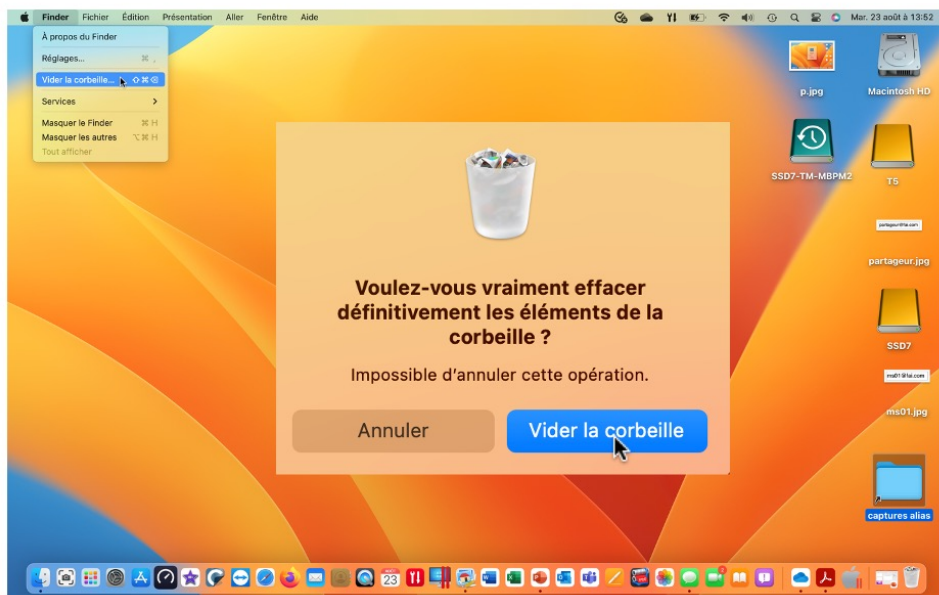 Finder Fichier Édition Présentation Aller Fenêtre Aide
Mar. 23 août à 13:52
À propos du Finder
Réglages... ⌘ ,
Vider la corbeille... ⇧ ⌘ ⌫
Services
Masquer le Finder ⌘ H
Masquer les autres ⌥ ⌘ H
Tout afficher
p.jpg
Macintosh HD
SSD7-TM-MBPM2
T5
partageur.jpg
SSD7
ms01.jpg
captures alias
Voulez-vous vraiment effacer
définitivement les éléments de la
corbeille ?
Impossible d'annuler cette opération.
Annuler
Vider la corbeille
23